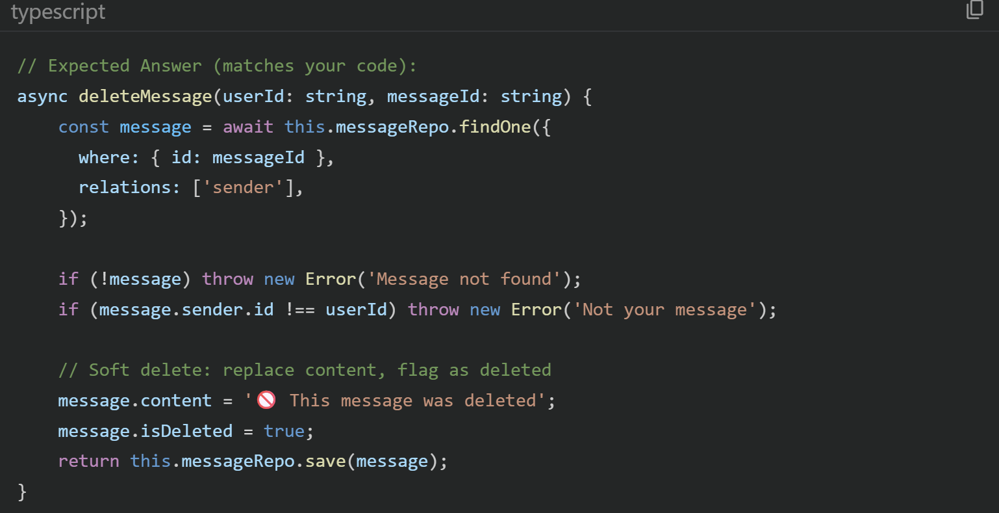 typescript
// Expected Answer (matches your code):
async deleteMessage(userId: string, messageId: string) {
    const message = await this.messageRepo.findOne({
      where: { id: messageId },
      relations: ['sender'],
    });
    if (!message) throw new Error('Message not found');
    if (message.sender.id !== userId) throw new Error('Not your message');
    // Soft delete: replace content, flag as deleted
    message.content = '🚫 This message was deleted';
    message.isDeleted = true;
    return this.messageRepo.save(message);
}